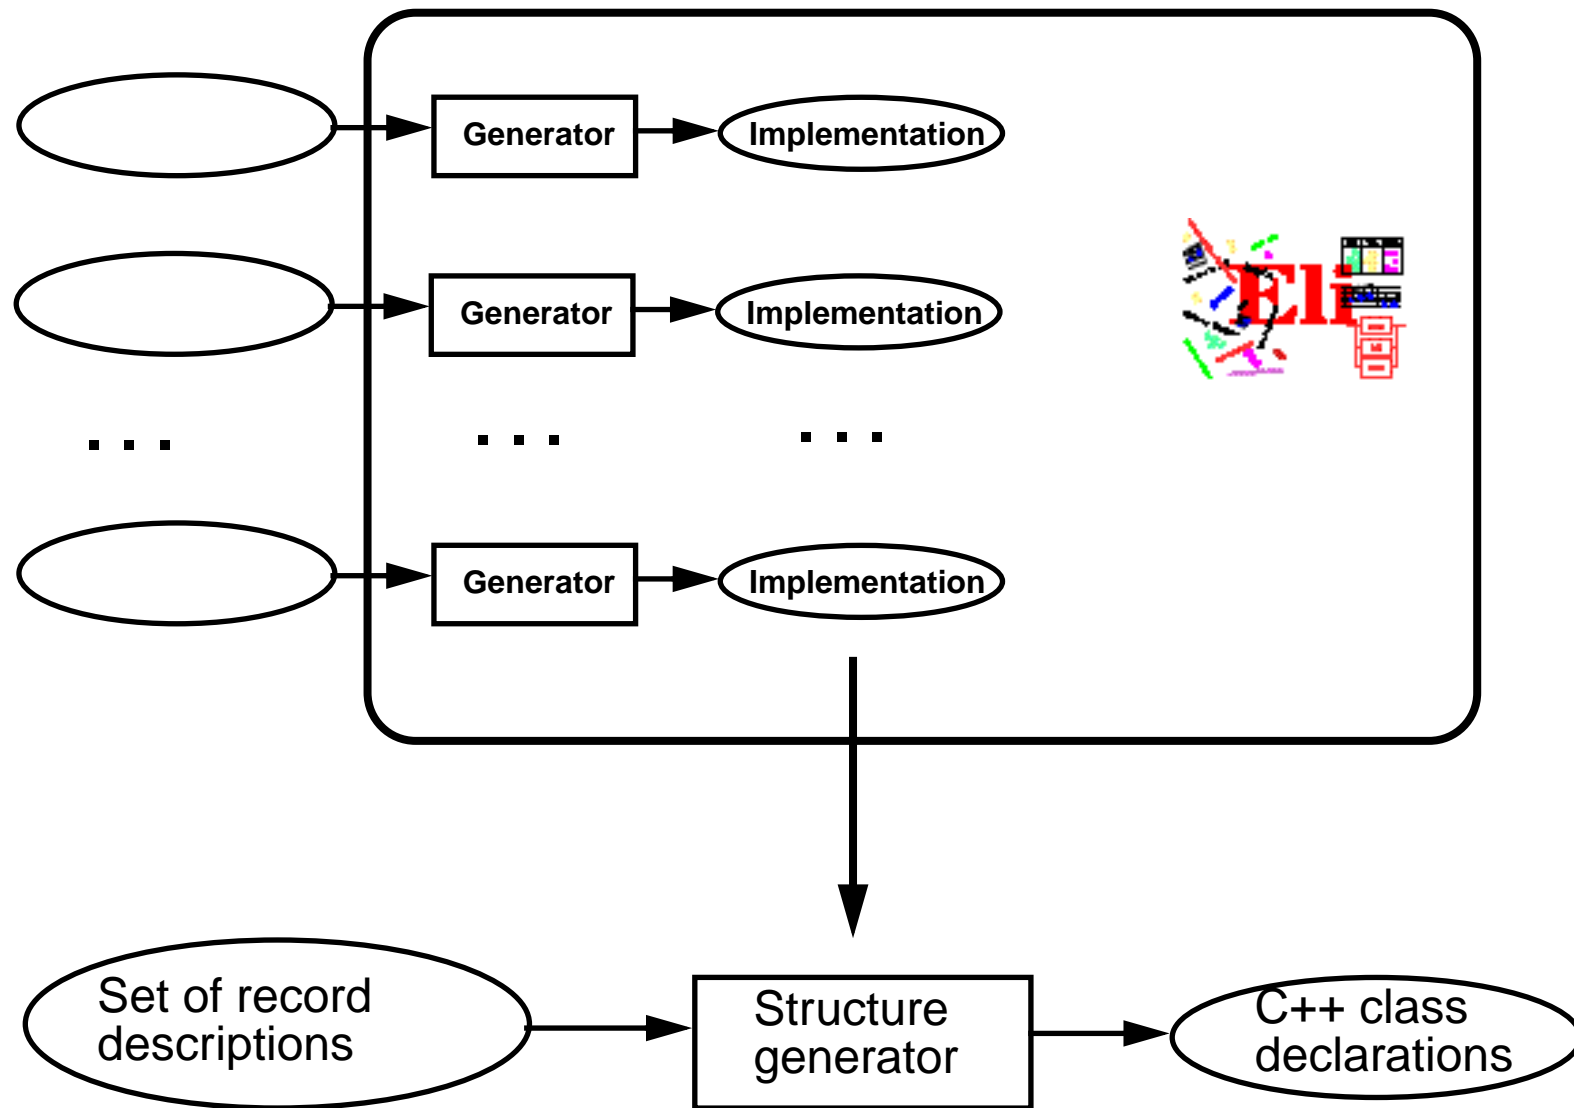 Generator
Implementation
Eli
Generator
Implementation
. . .
. . .
. . .
Generator
Implementation
Set of record
descriptions
Structure
generator
C++ class
declarations